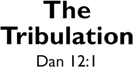 The
Tribulation
Dan 12:1